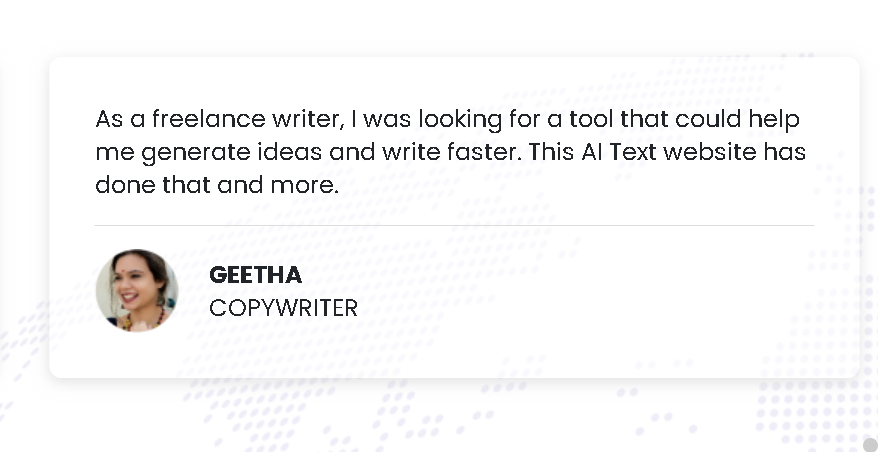 As a freelance writer, I was looking for a tool that could help
me generate ideas and write faster. This AI Text website has
done that and more.
GEETHA
COPYWRITER